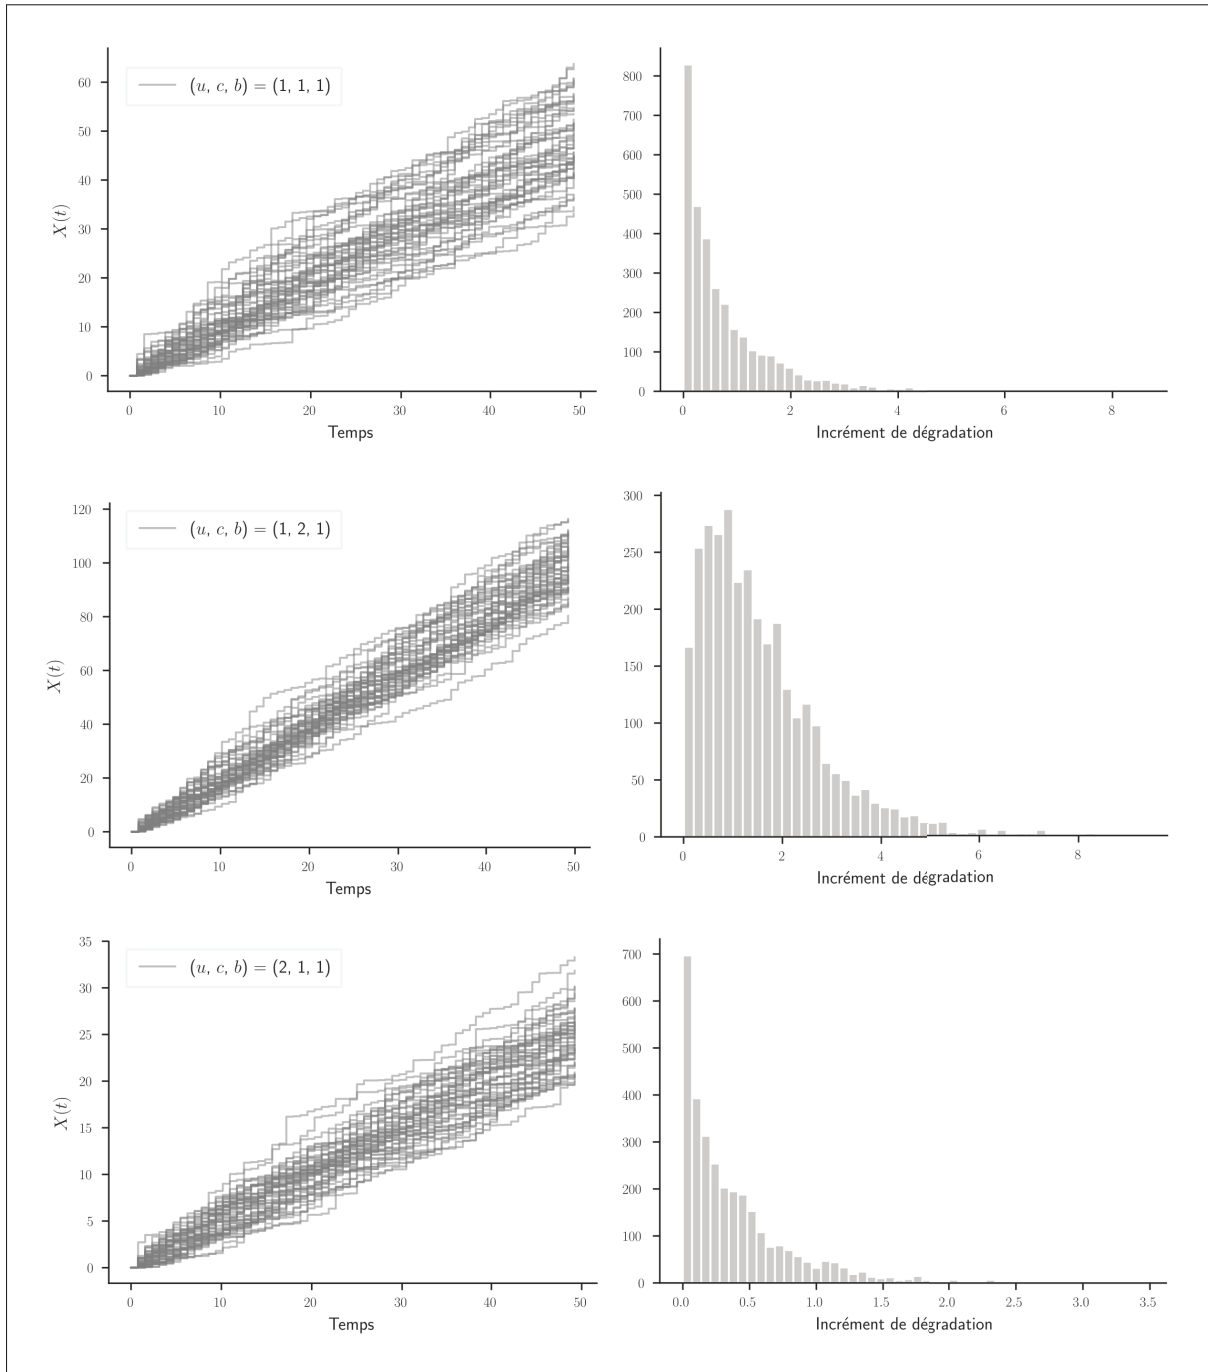 (u, c, b) = (1, 1, 1)
X(t)
60
50
40
30
20
10
0
0 10 20 30 40 50
Temps
800
700
600
500
400
300
200
100
0
0 2 4 6 8
Incrément de dégradation
(u, c, b) = (1, 2, 1)
X(t)
120
100
80
60
40
20
0
0 10 20 30 40 50
Temps
300
250
200
150
100
50
0
0 2 4 6 8
Incrément de dégradation
(u, c, b) = (2, 1, 1)
X(t)
35
30
25
20
15
10
5
0
0 10 20 30 40 50
Temps
700
600
500
400
300
200
100
0
0.0 0.5 1.0 1.5 2.0 2.5 3.0 3.5
Incrément de dégradation